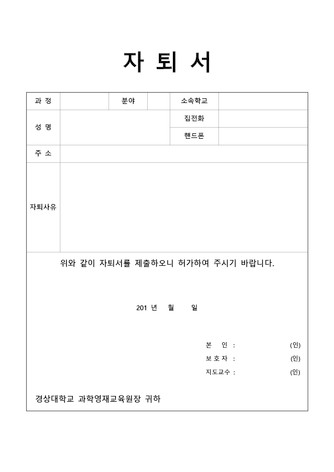 자 퇴 서
과 정 분야 소속학교
성 명 집전화
핸드폰
주 소
자퇴사유
위와 같이 자퇴서를 제출하오니 허가하여 주시기 바랍니다.
201 년 월 일
본 인 : (인)
보 호 자 : (인)
지도교수 : (인)
경상대학교 과학영재교육원장 귀하